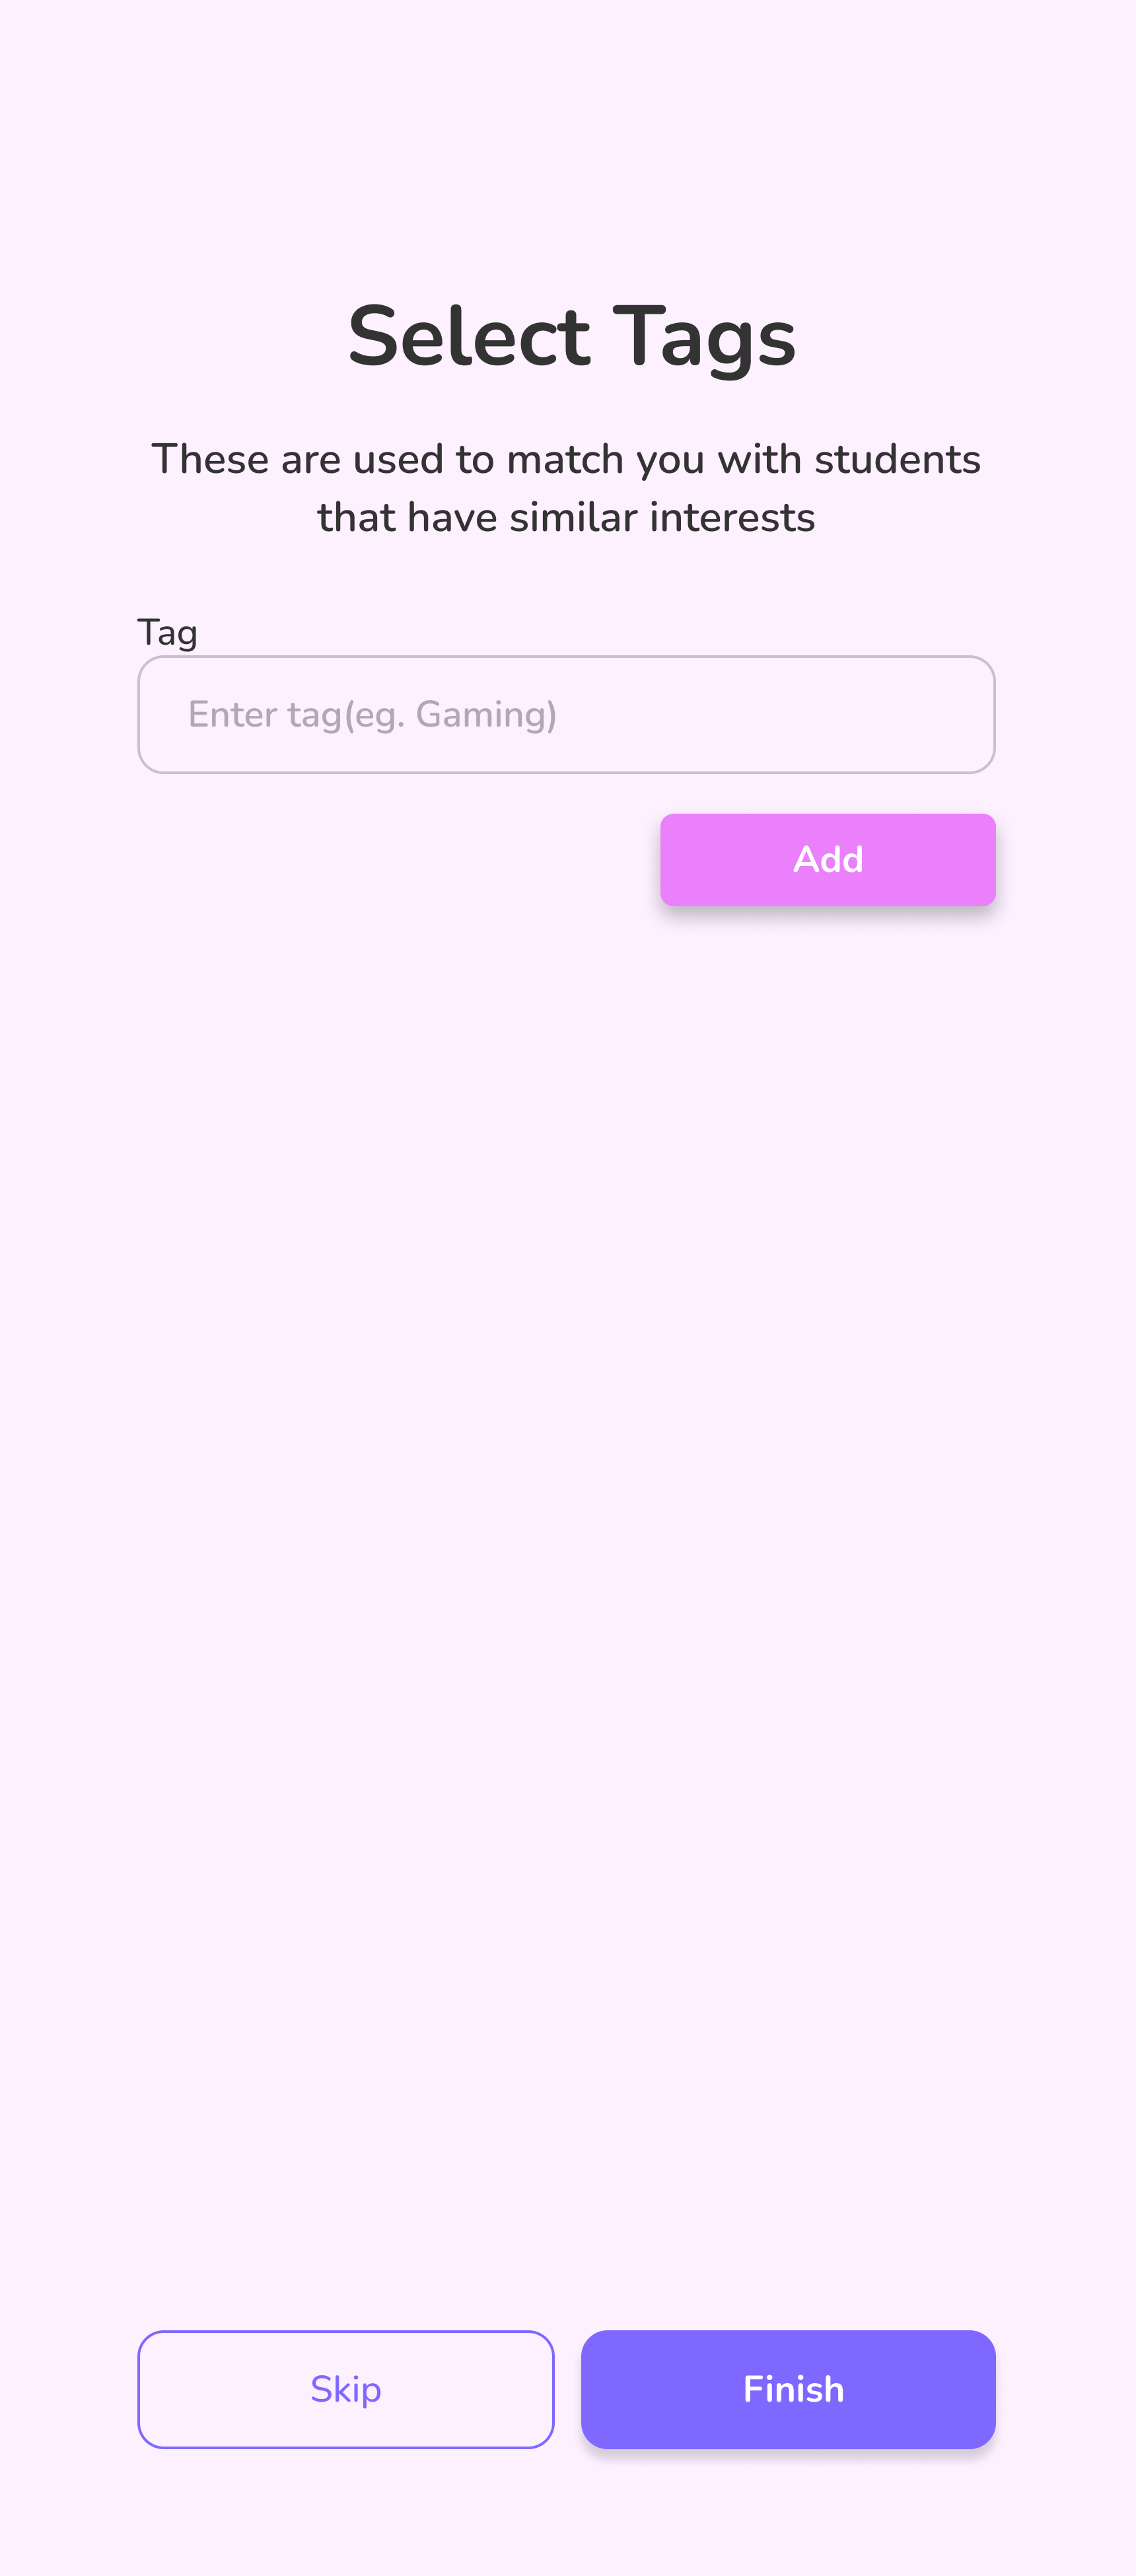 Select Tags
These are used to match you with students
that have similar interests
Tag
Enter tag(eg. Gaming)
Add
Skip
Finish